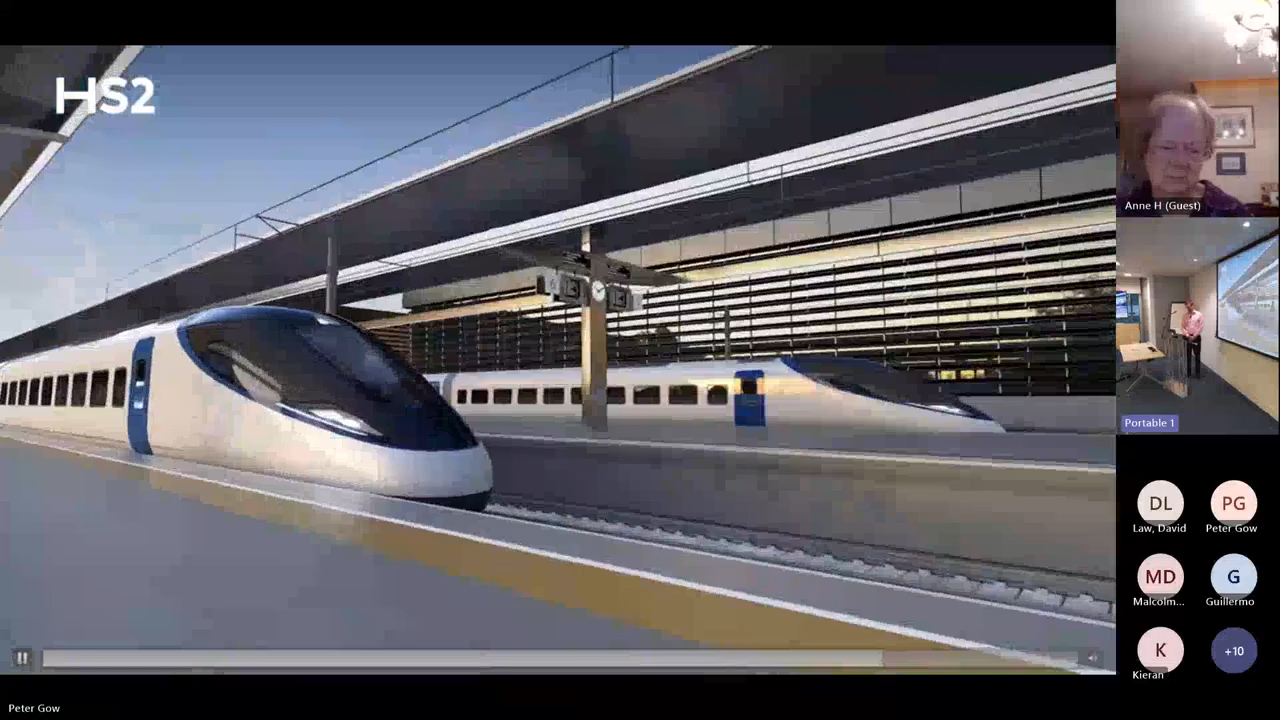 HS2
Anne H (Guest)
Portable 1
DL
PG
Law, David
Peter Gow
MD
G
Malcolm...
Guillermo
K
+10
Kieran
Peter Gow